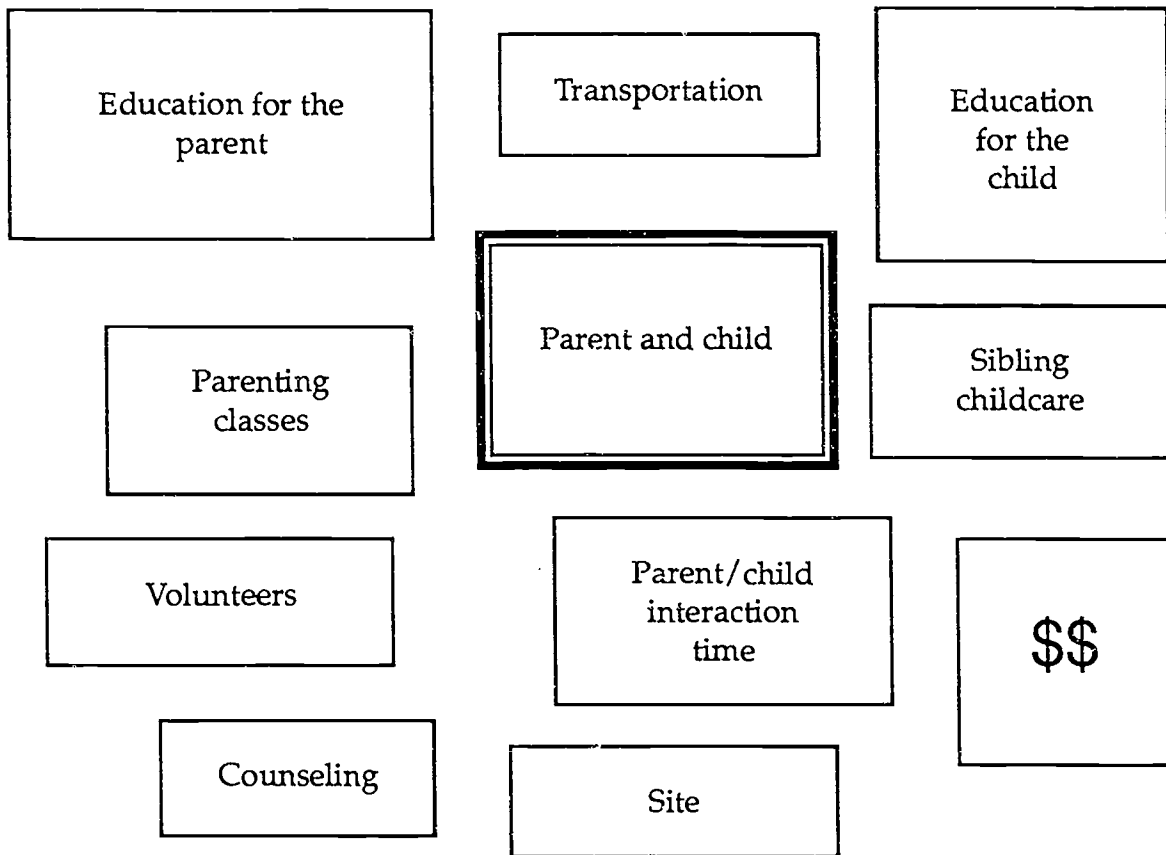 Education for the
parent
Transportation
Education
for the
child
Parent and child
Parenting
classes
Sibling
childcare
Volunteers
Parent/child
interaction
time
$$
Counseling
Site